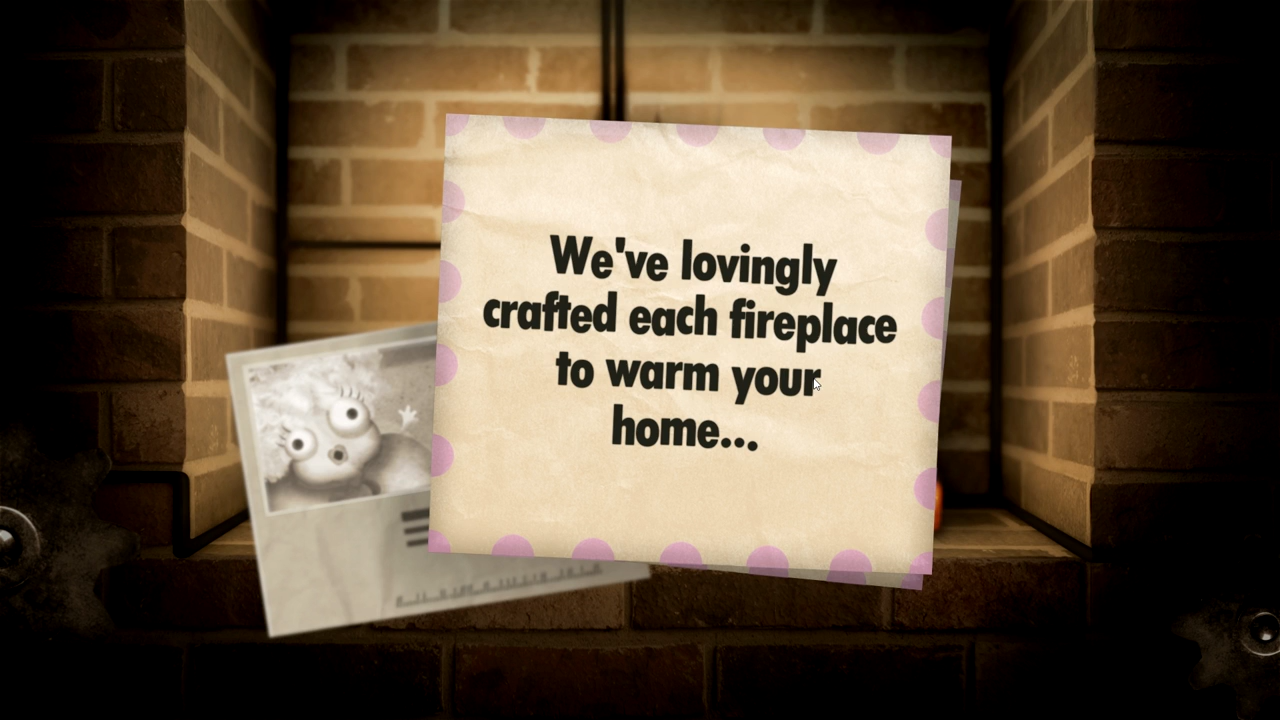 We've lovingly
crafted each fireplace
to warm your
home...